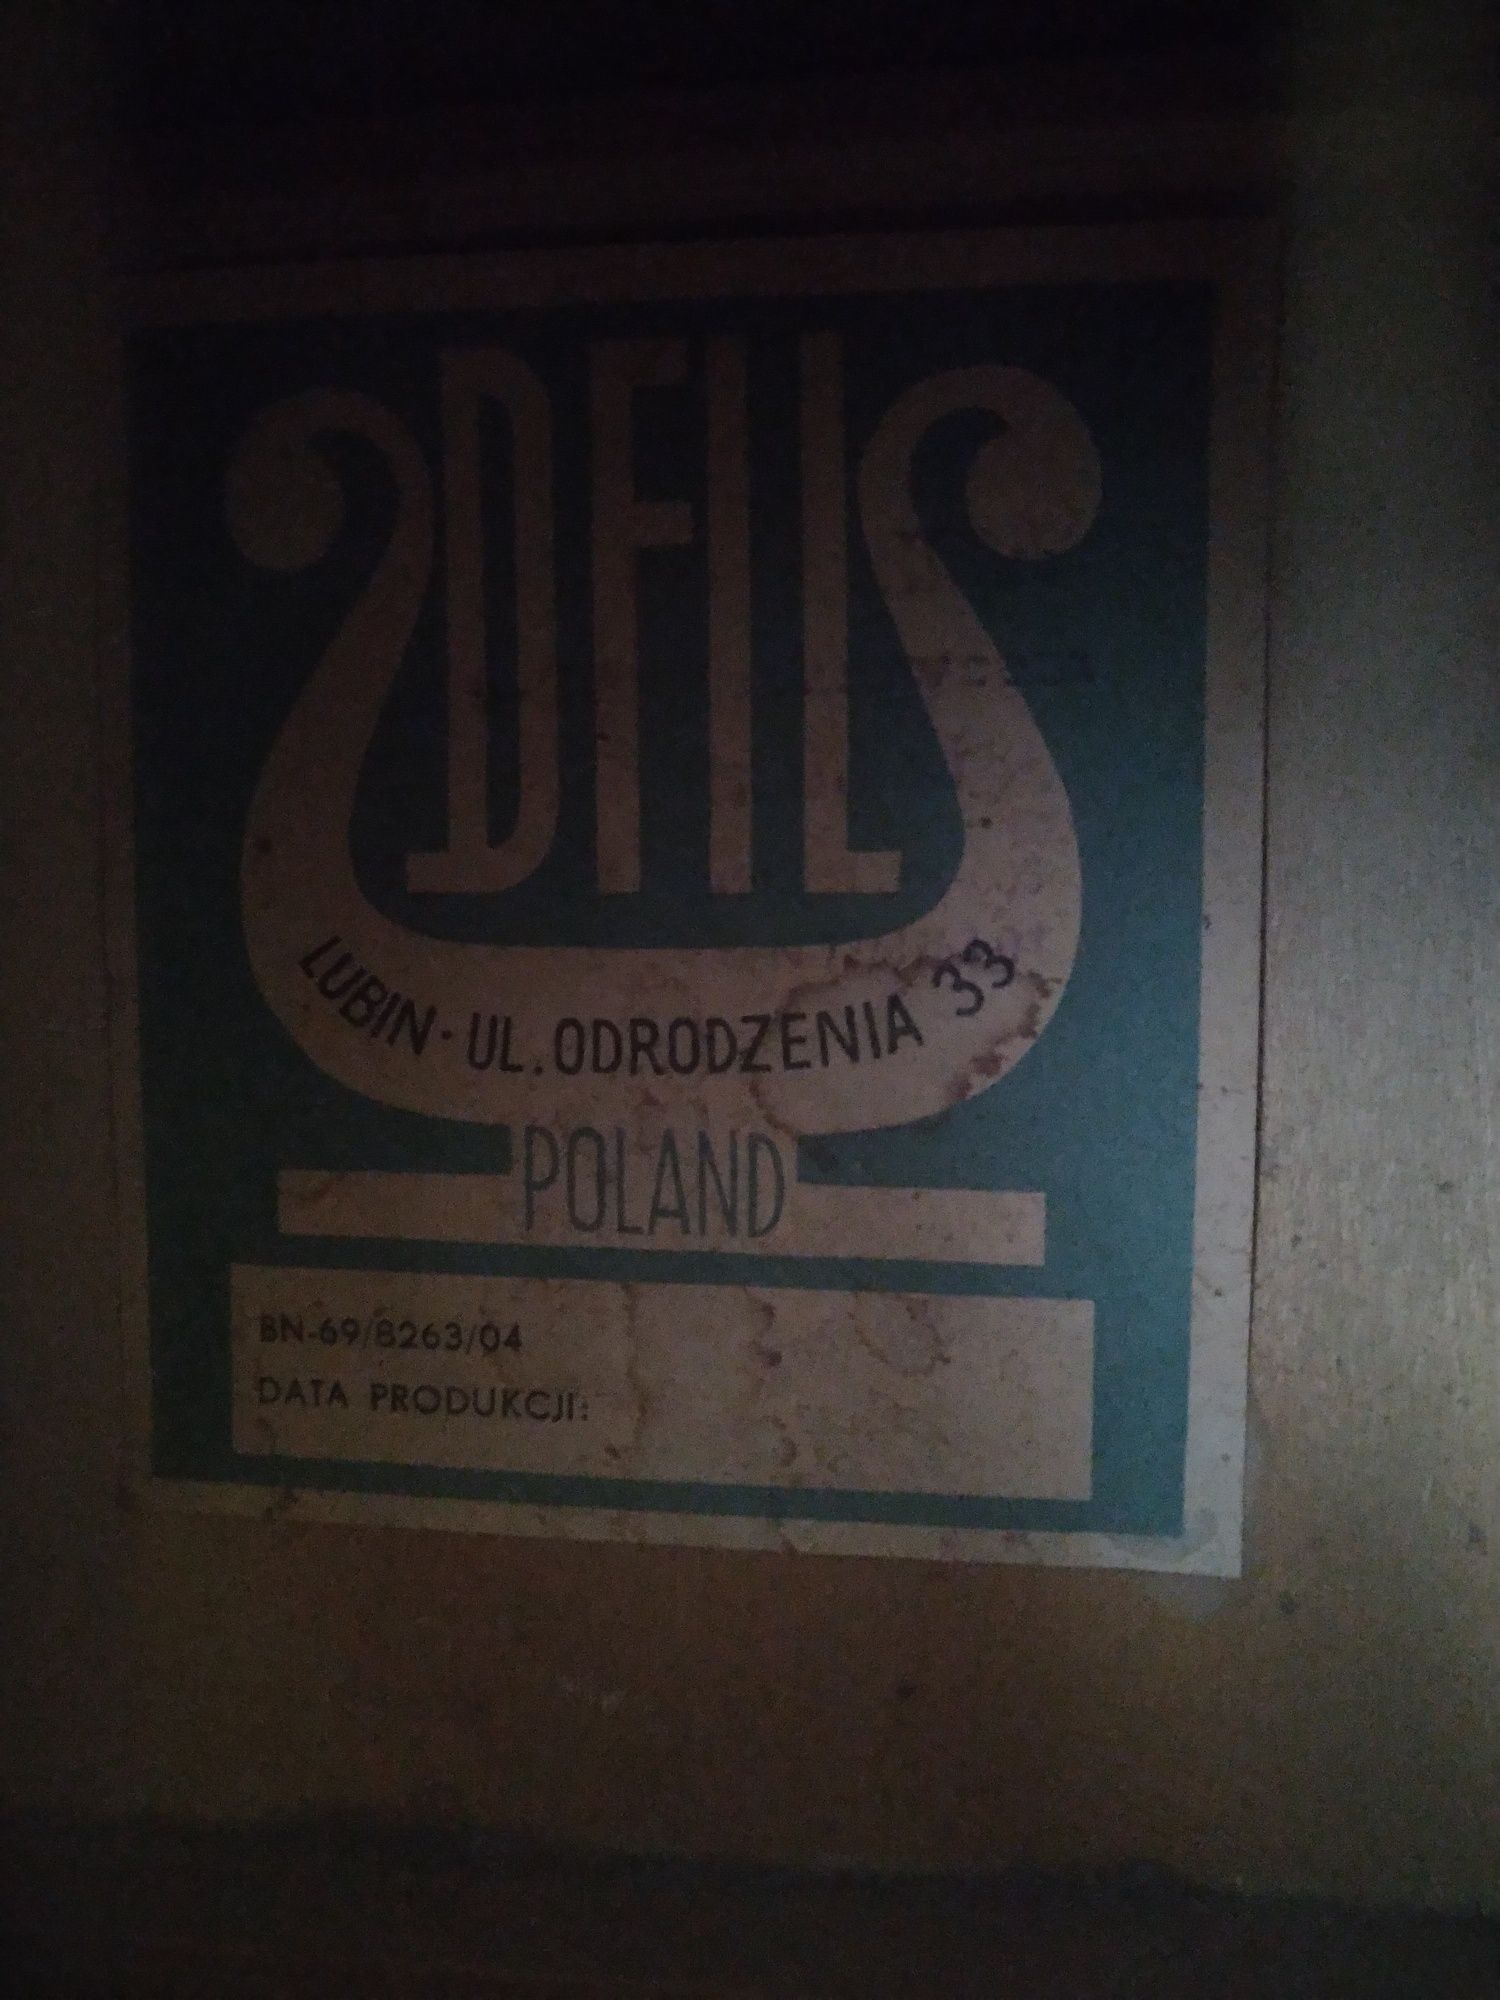 DFIL
LUBIN · UL. ODRODZENIA 33
POLAND
BN-69/8263/04
DATA PRODUKCJI: